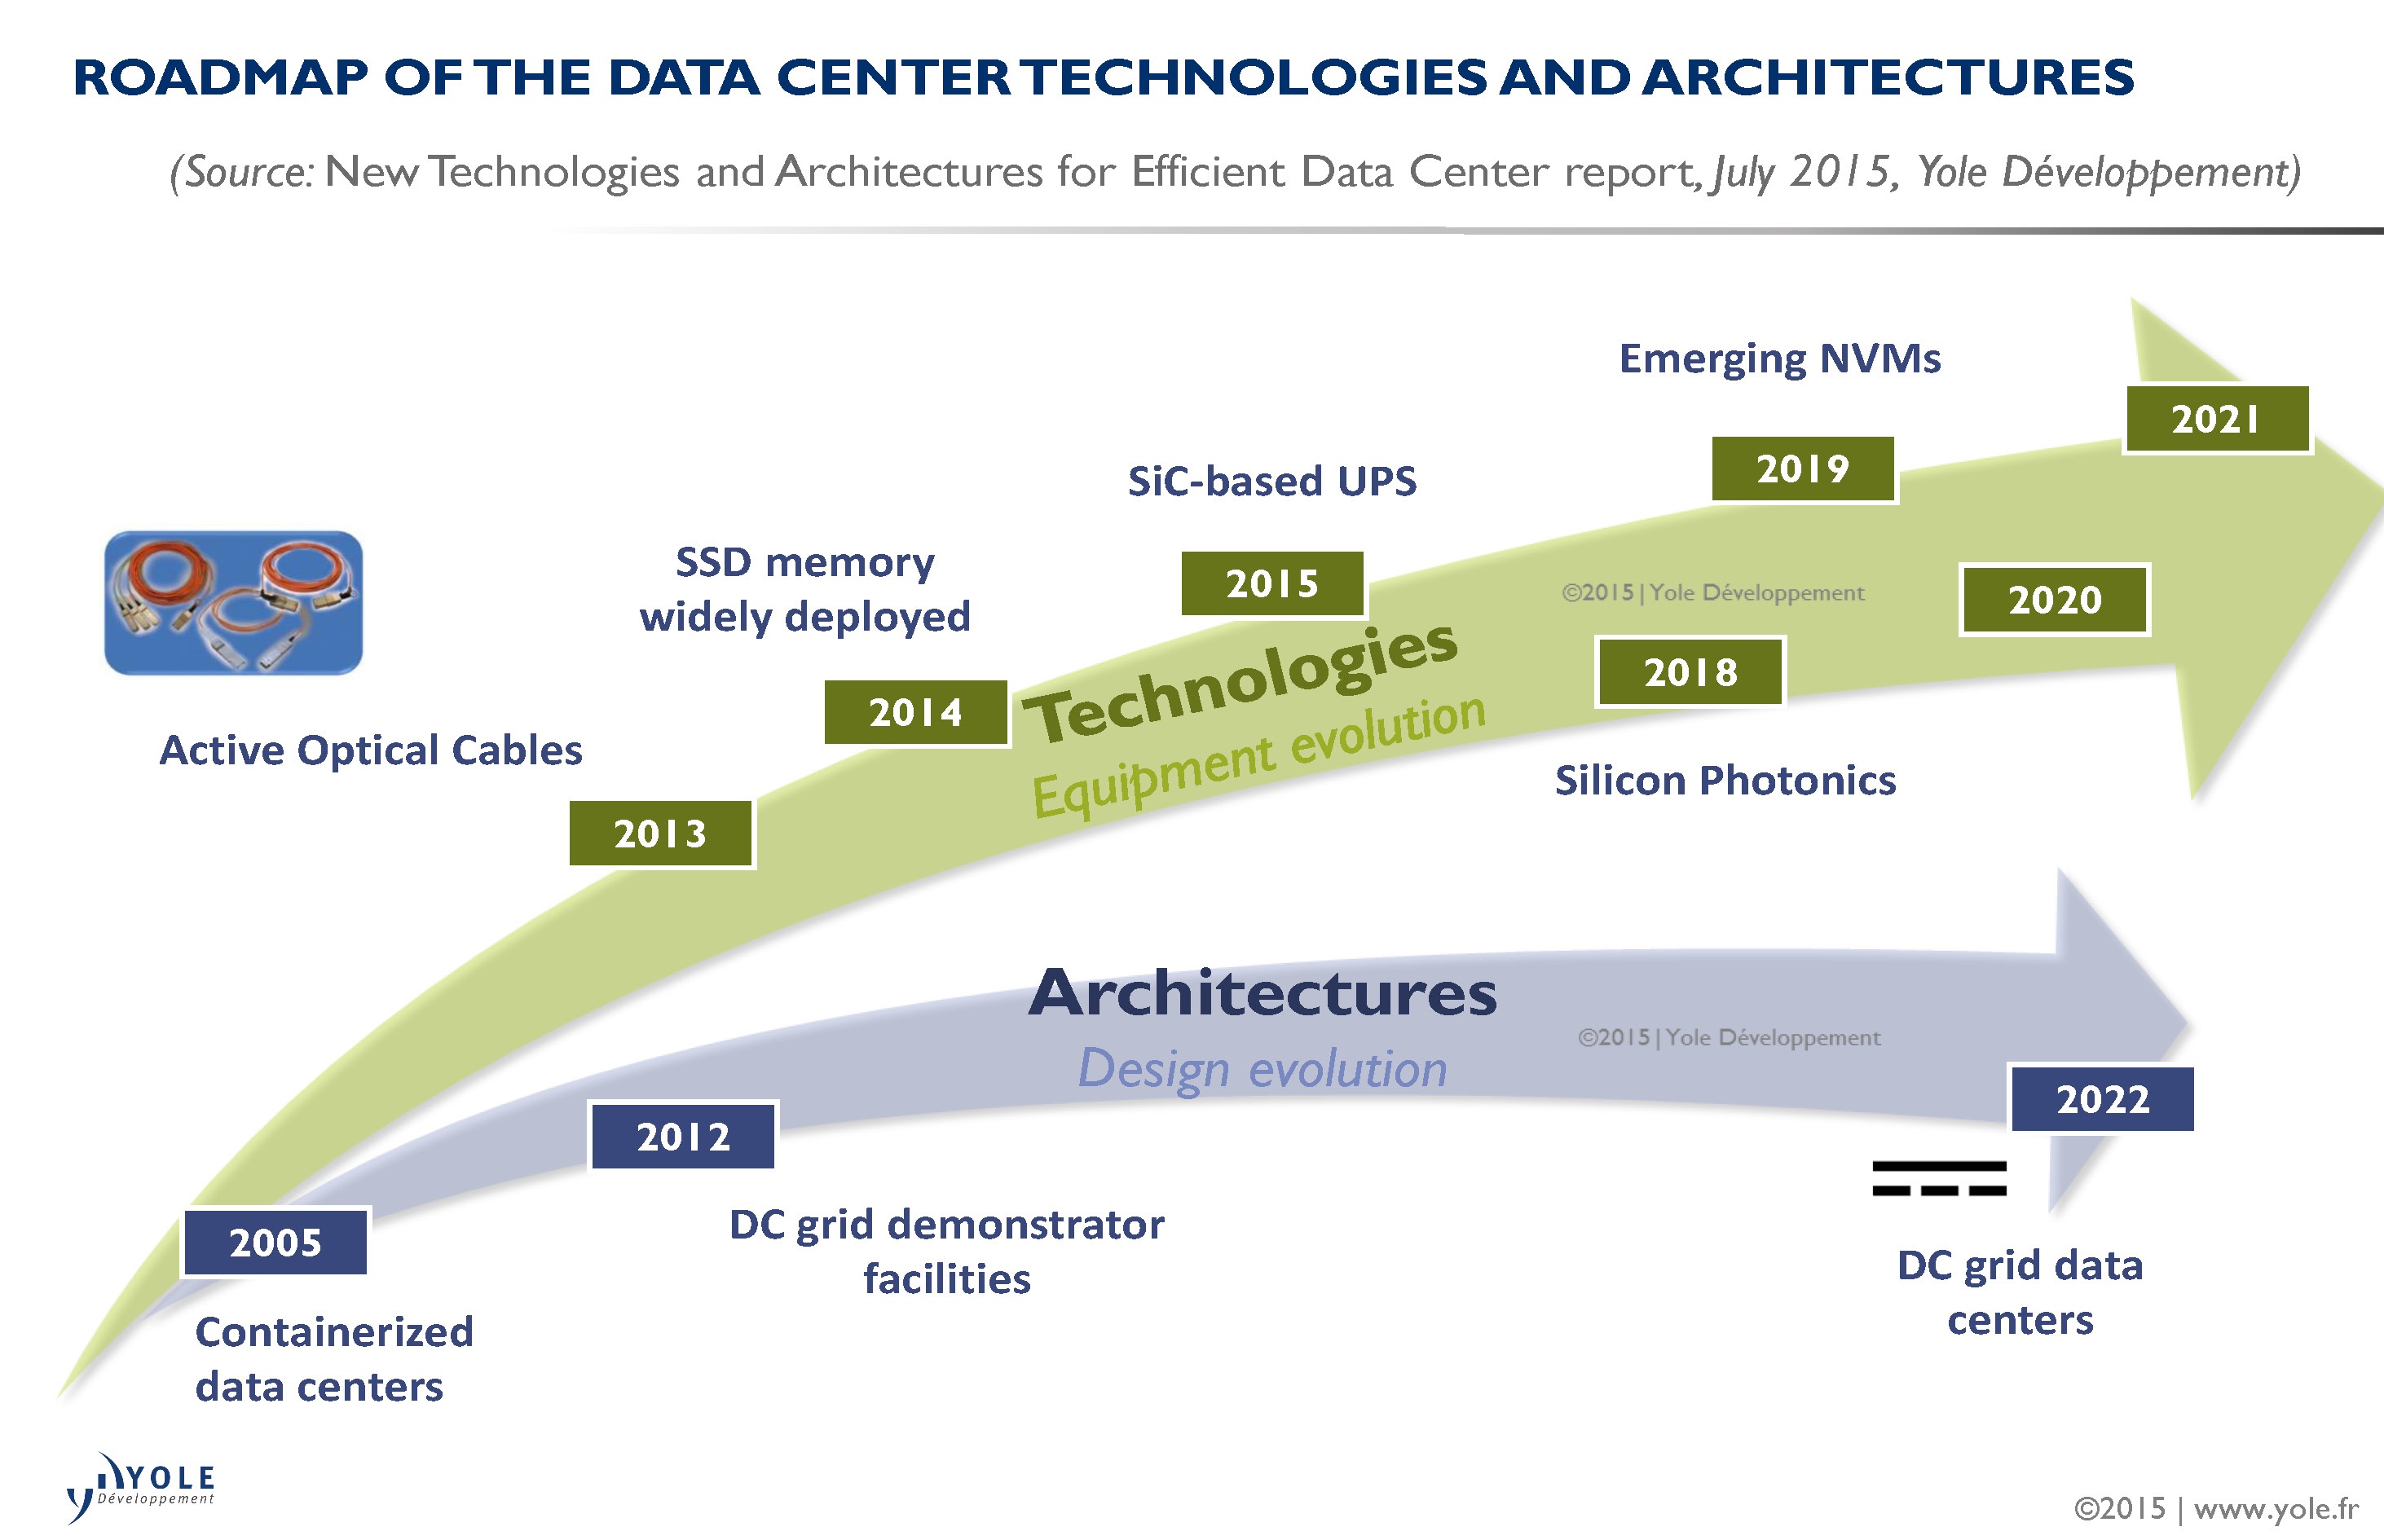 ROADMAP OF THE DATA CENTER TECHNOLOGIES AND ARCHITECTURES
(Source: New Technologies and Architectures for Efficient Data Center report, July 2015, Yole Développement)
Emerging NVMs
2021
2019
SiC-based UPS
SSD memory
widely deployed
2015
©2015 | Yole Développement
2020
Technologies
Equipment evolution
2018
2014
Active Optical Cables
Silicon Photonics
2013
Architectures
Design evolution
©2015 | Yole Développement
2022
2012
DC grid demonstrator
facilities
2005
DC grid data
centers
Containerized
data centers
YOLE
Développement
©2015 | www.yole.fr